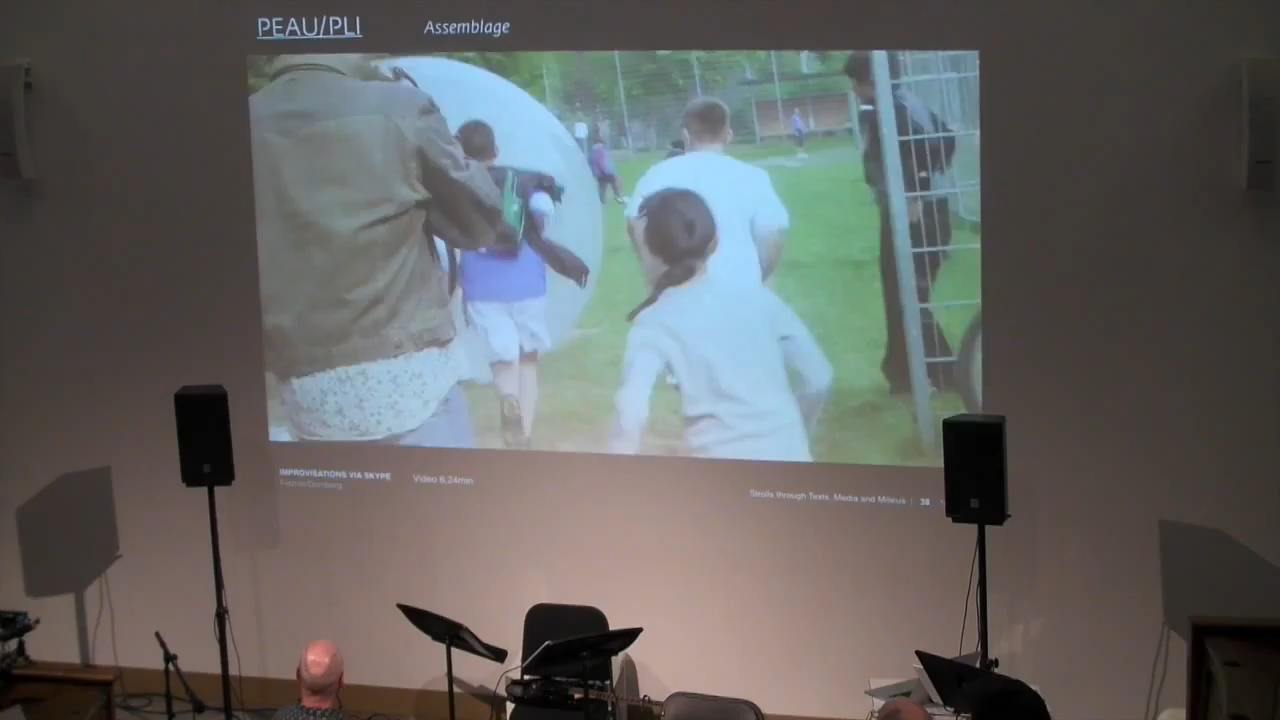 PEAU/PLI
Assemblage
IMPROVISATIONS VIA SKYPE
Video 6,24min
Strolls through Texts, Media and Milieus | 38